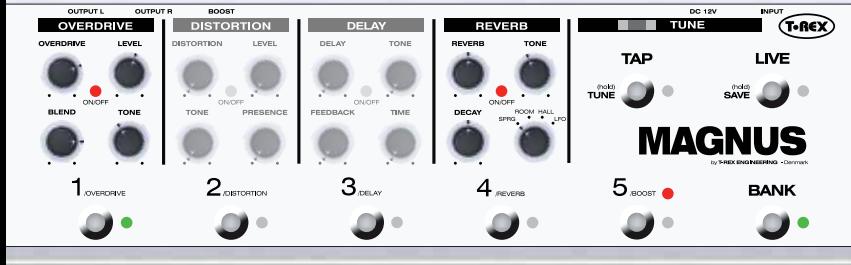 OUTPUT L OUTPUT R BOOST DC 12V INPUT
OVERDRIVE DISTORTION DELAY REVERB TUNE T-REX
OVERDRIVE LEVEL DISTORTION LEVEL DELAY TONE REVERB TONE
TAP LIVE
(hold) TUNE (hold) SAVE
ON/OFF ON/OFF ON/OFF ON/OFF
BLEND TONE TONE PRESENCE FEEDBACK TIME DECAY SPRG ROOM HALL LFO
MAGNUS
by T-REX ENGINEERING - Denmark
1 /OVERDRIVE 2 /DISTORTION 3 /DELAY 4 /REVERB 5 /BOOST BANK